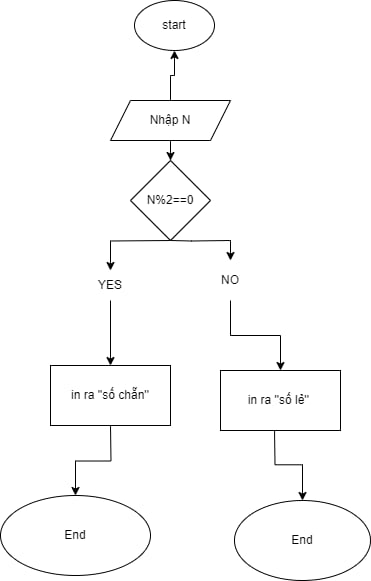 start
Nhập N
N%2==0
YES
NO
in ra "số chẵn"
in ra "số lẻ"
End
End